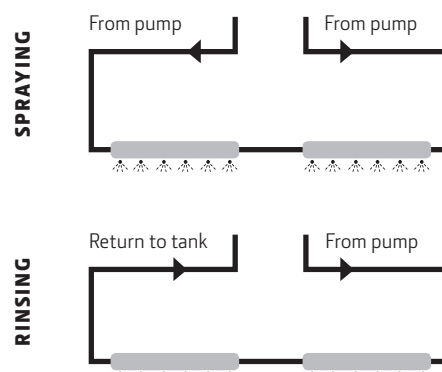 SPRAYING
From pump
From pump
RINSING
Return to tank
From pump